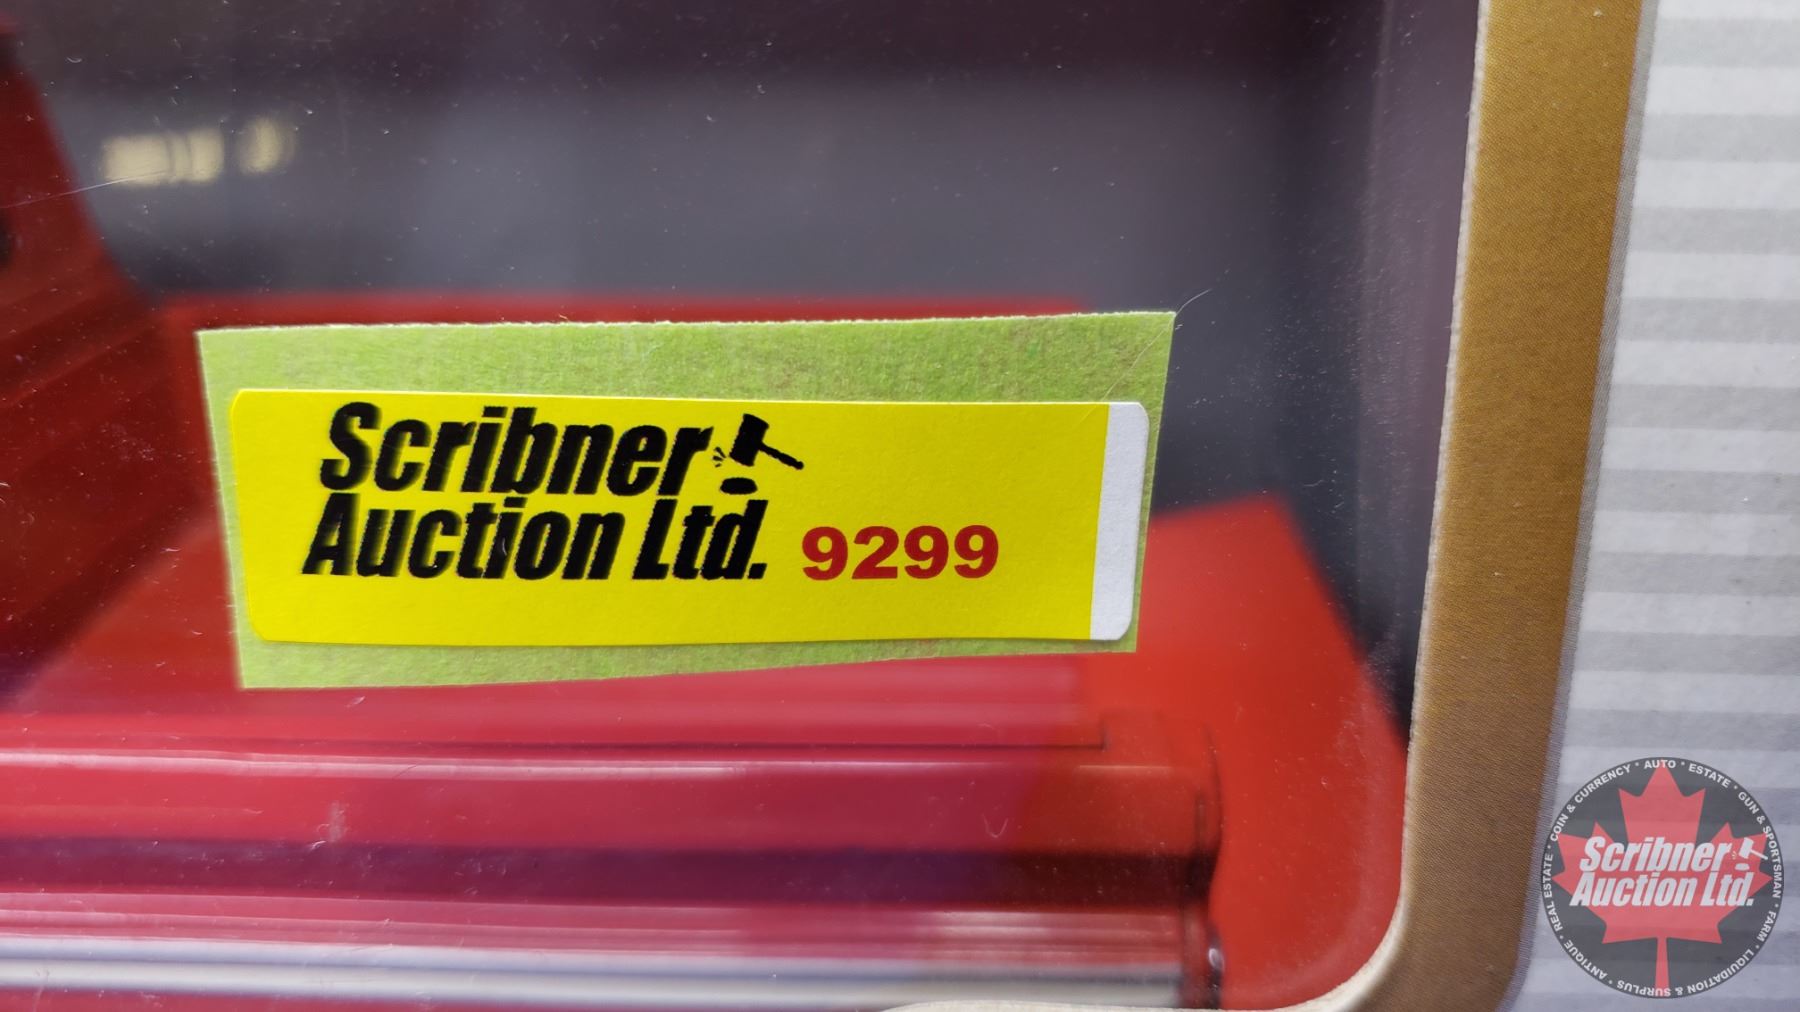 Scribner
Auction Ltd. 9299
COIN & CURRENCY • AUTO • ESTATE • GUN & SPORTSMAN • FARM • LIQUIDATION & SURPLUS • ANTIQUE • REAL ESTATE •
Scribner
Auction Ltd.